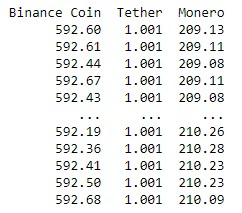 Binance Coin Tether Monero
592.60 1.001 209.13
592.61 1.001 209.11
592.44 1.001 209.08
592.67 1.001 209.11
592.43 1.001 209.08
... ... ...
592.19 1.001 210.26
592.36 1.001 210.28
592.41 1.001 210.23
592.50 1.001 210.23
592.68 1.001 210.09